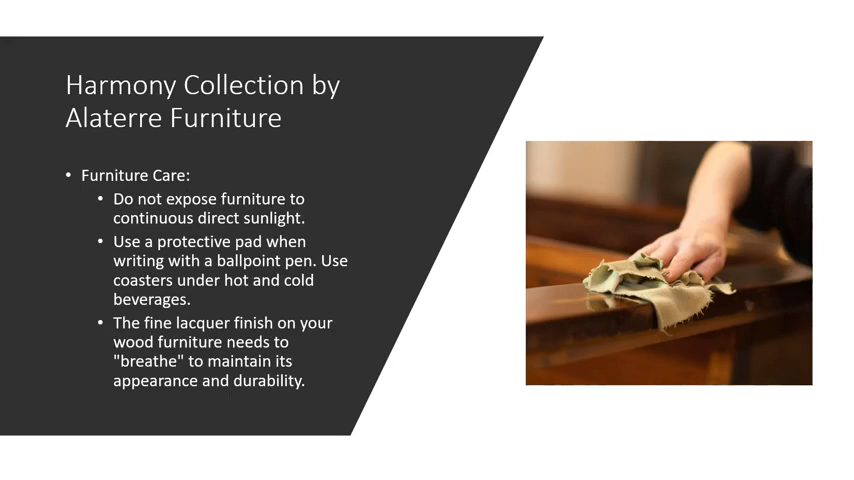 Harmony Collection by
Alaterre Furniture
• Furniture Care:
• Do not expose furniture to
continuous direct sunlight.
• Use a protective pad when
writing with a ballpoint pen. Use
coasters under hot and cold
beverages.
• The fine lacquer finish on your
wood furniture needs to
"breathe" to maintain its
appearance and durability.